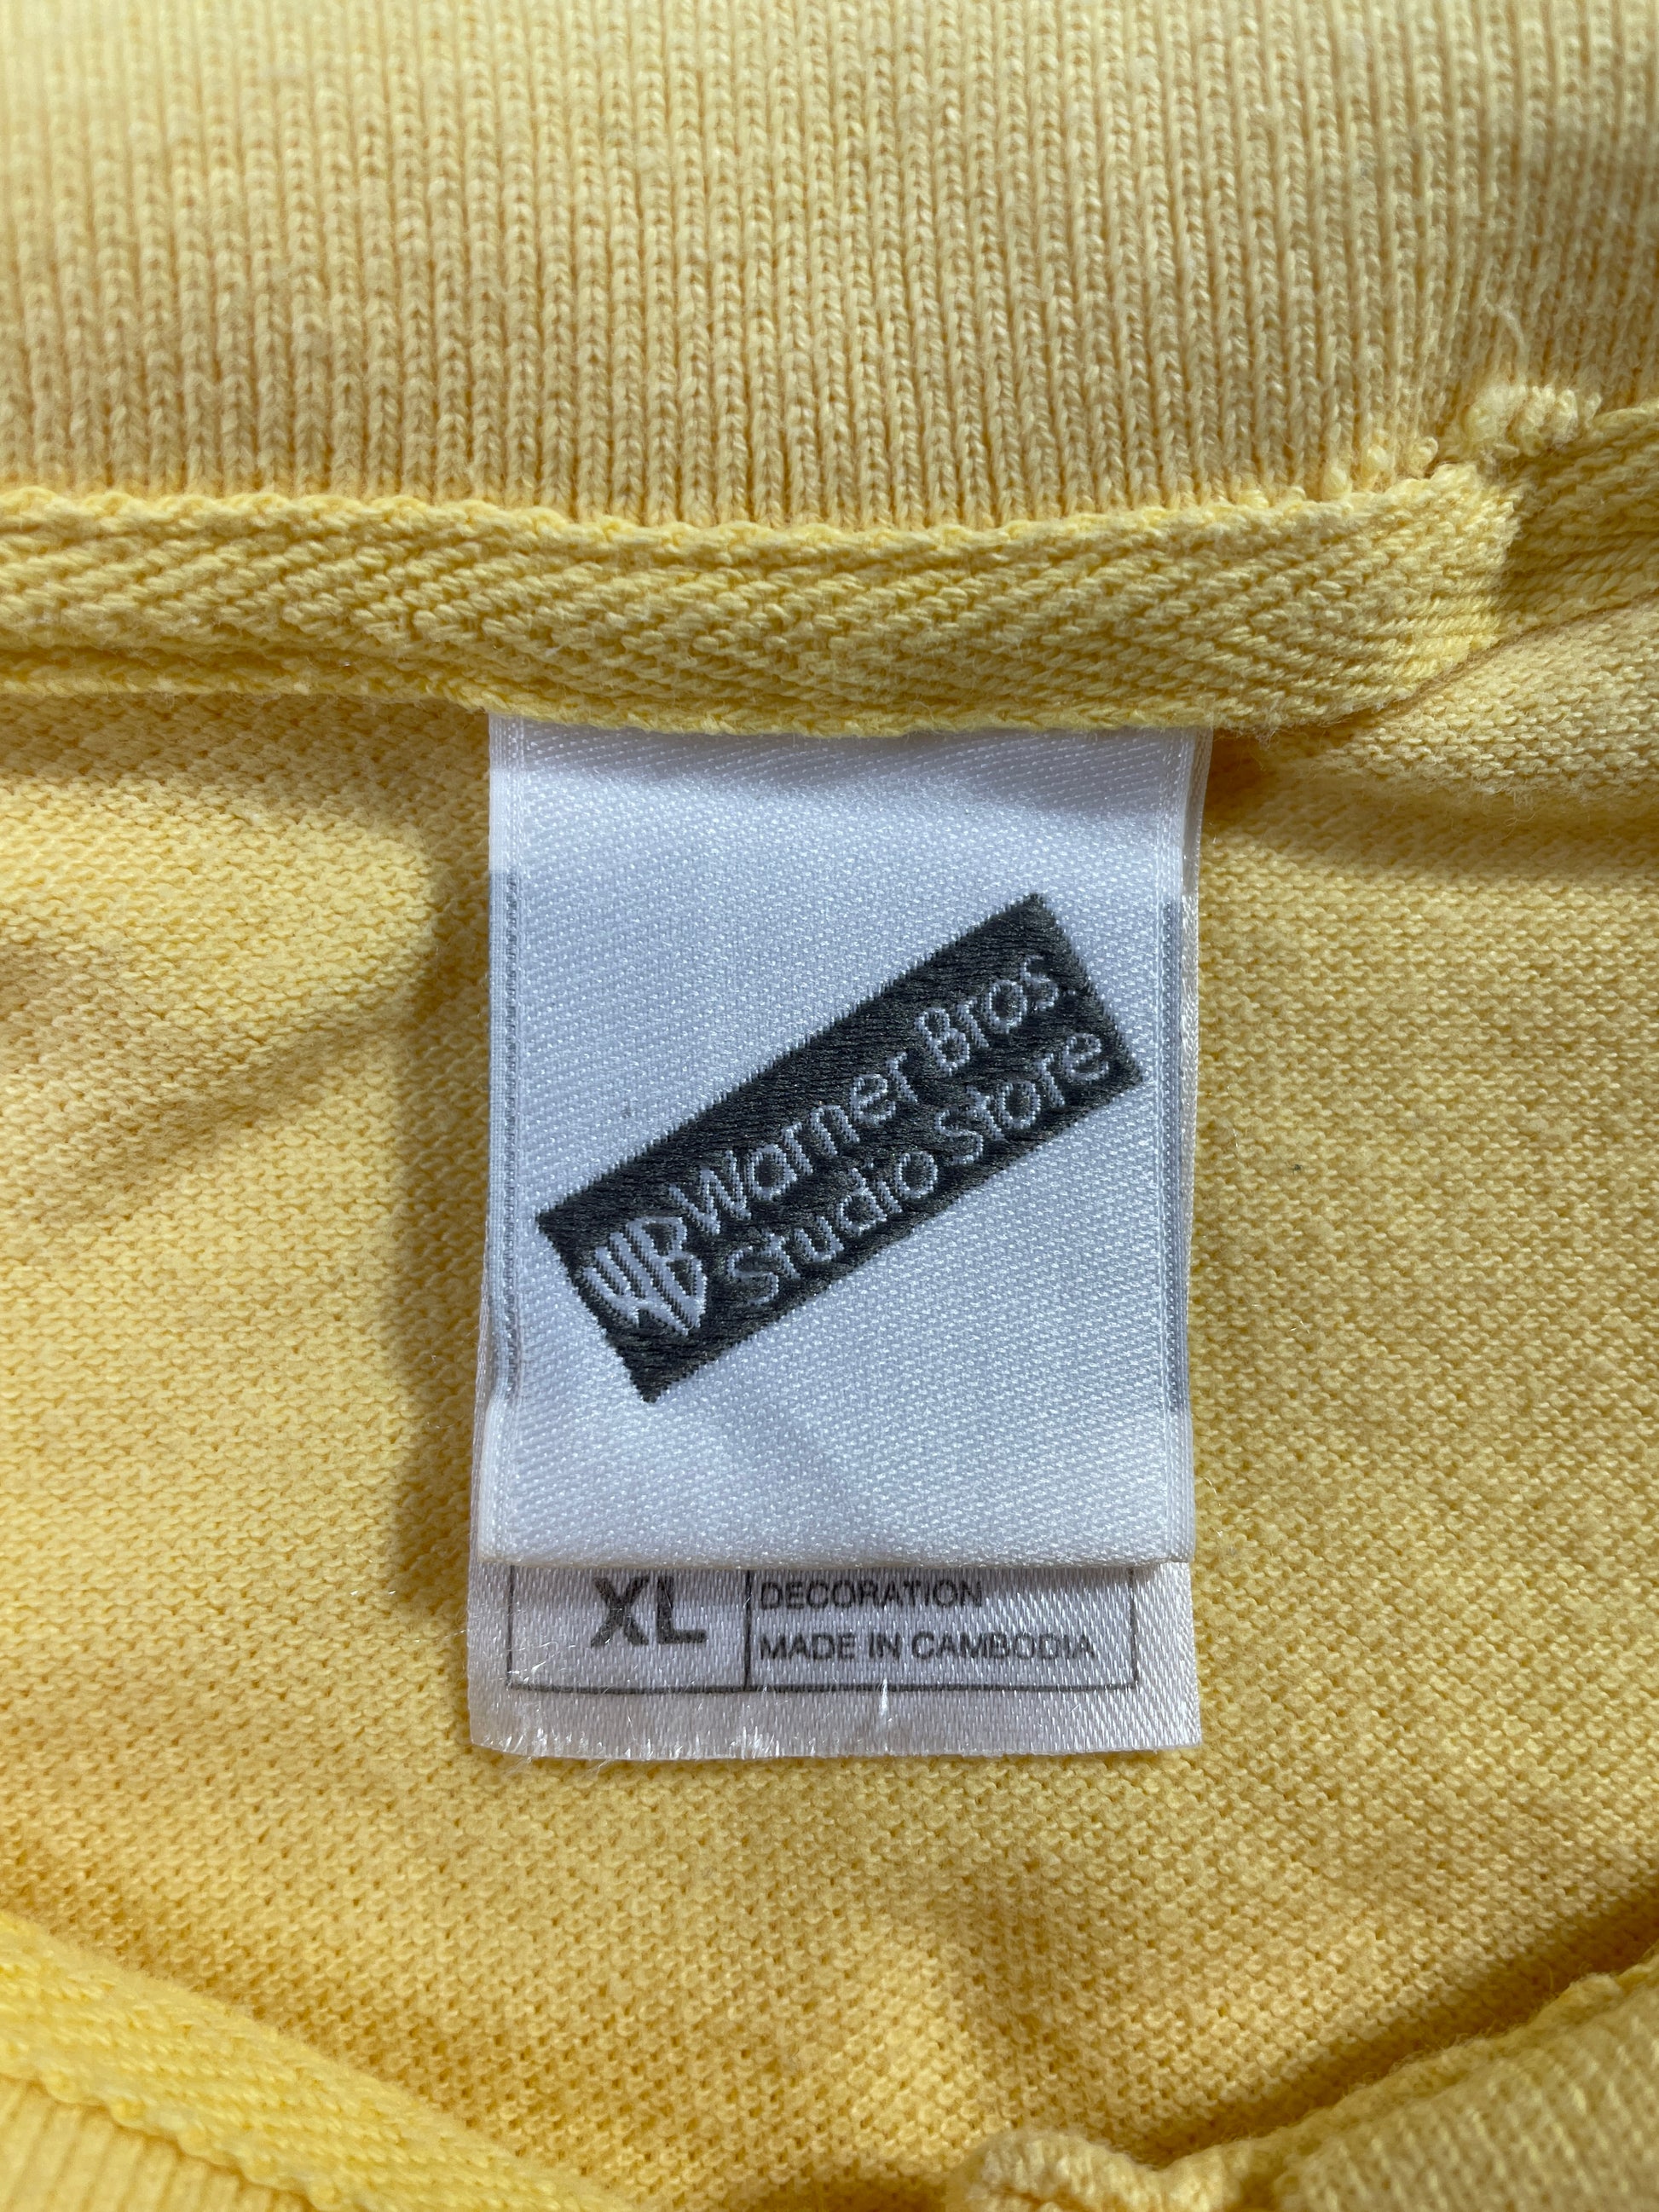 WB Warner Bros.
Studio Store
XL
DECORATION
MADE IN CAMBODIA